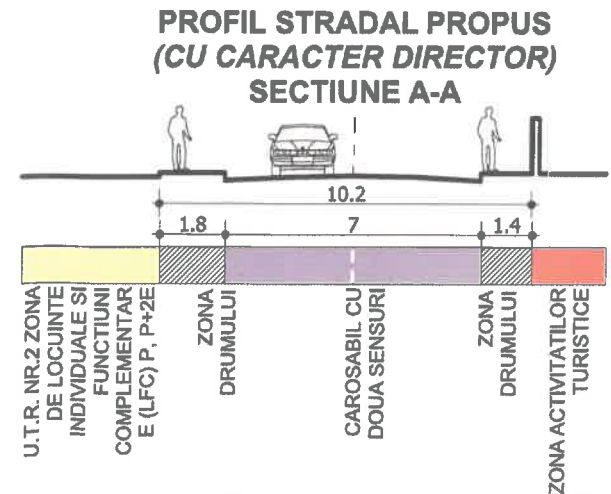 PROFIL STRADAL PROPUS
(CU CARACTER DIRECTOR)
SECTIUNE A-A
10.2
1.8
7
1.4
U.T.R. NR.2 ZONA
DE LOCUINTE
INDIVIDUALE SI
FUNCTIUNI
COMPLEMENTAR
E (LFC) P, P+2E
ZONA
DRUMULUI
CAROSABIL CU
DOUA SENSURI
ZONA
DRUMULUI
ZONA ACTIVITATILOR
TURISTICE